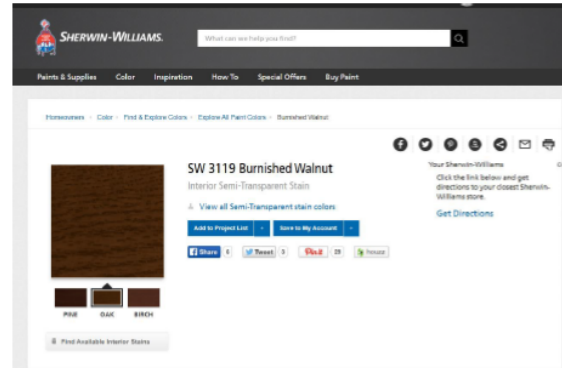 SHERWIN-WILLIAMS.
What can we help you find?
Paints & Supplies Color Inspiration How To Special Offers Buy Paint
Homeowners > Color > Find & Explore Colors > Explore All Paint Colors > Burnished Walnut
SW 3119 Burnished Walnut
Interior Semi-Transparent Stain
View all Semi-Transparent stain colors
Add to Project List
Save to My Account
Share 6 Tweet 3 Pin it 28 houzz
PINE OAK BIRCH
Find Available Interior Stains
Your Sherwin-Williams
Click the link below and get
directions to your closest Sherwin-
Williams store.
Get Directions